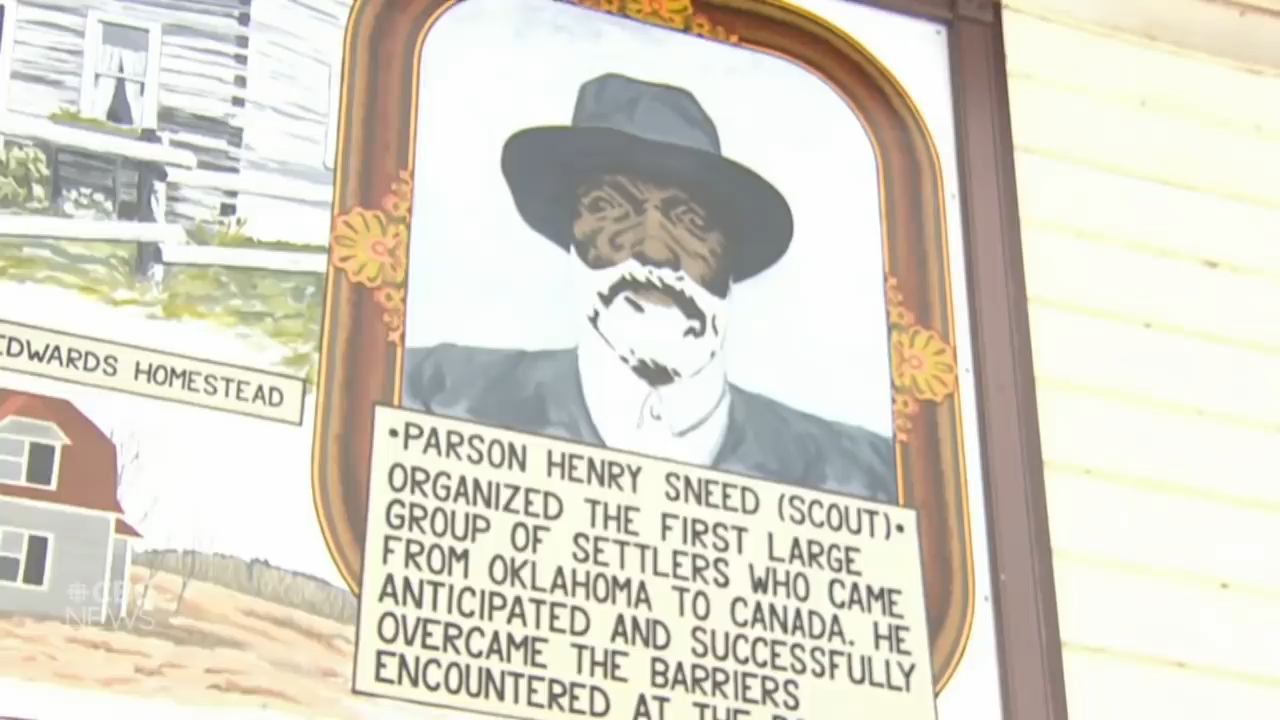 EDWARDS HOMESTEAD
•PARSON HENRY SNEED (SCOUT)•
ORGANIZED THE FIRST LARGE
GROUP OF SETTLERS WHO CAME
FROM OKLAHOMA TO CANADA. HE
ANTICIPATED AND SUCCESSFULLY
OVERCAME THE BARRIERS
ENCOUNTERED AT THE
CBC
NEWS